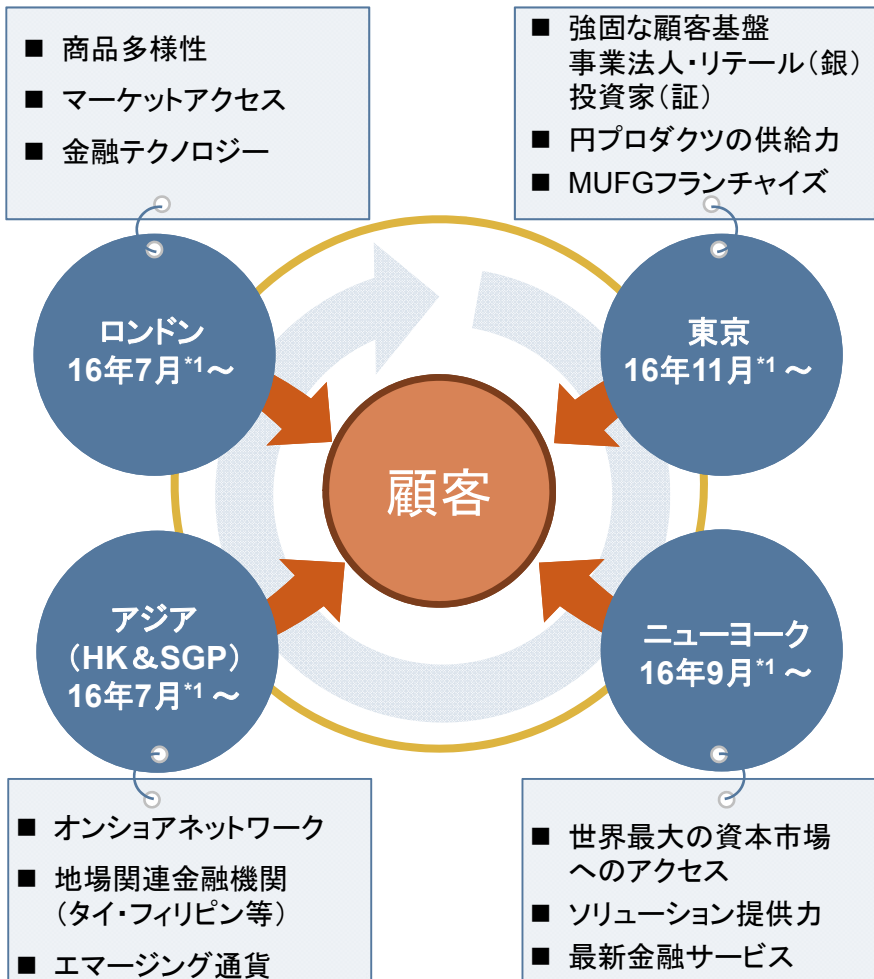 ■ 商品多様性
■ マーケットアクセス
■ 金融テクノロジー
■ 強固な顧客基盤
事業法人・リテール（銀）
投資家（証）
■ 円プロダクツの供給力
■ MUFGフランチャイズ
ロンドン
16年7月*1～
東京
16年11月*1 ～
顧客
アジア
（HK＆SGP）
16年7月*1 ～
ニューヨーク
16年9月*1 ～
■ オンショアネットワーク
■ 地場関連金融機関
（タイ・フィリピン等）
■ エマージング通貨
■ 世界最大の資本市場
へのアクセス
■ ソリューション提供力
■ 最新金融サービス